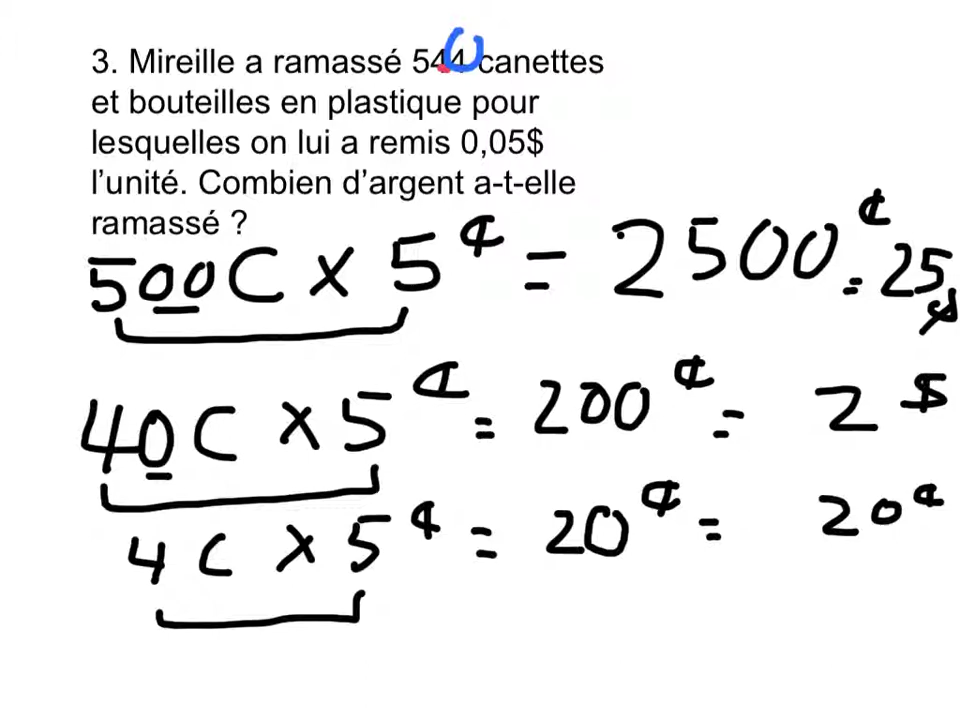 3. Mireille a ramassé 544 canettes
et bouteilles en plastique pour
lesquelles on lui a remis 0,05$
l'unité. Combien d'argent a-t-elle
ramassé ?
500C x 5¢ = 2500¢ = 25$
40C x 5¢ = 200¢ = 2$
4C x 5¢ = 20¢ = 20¢